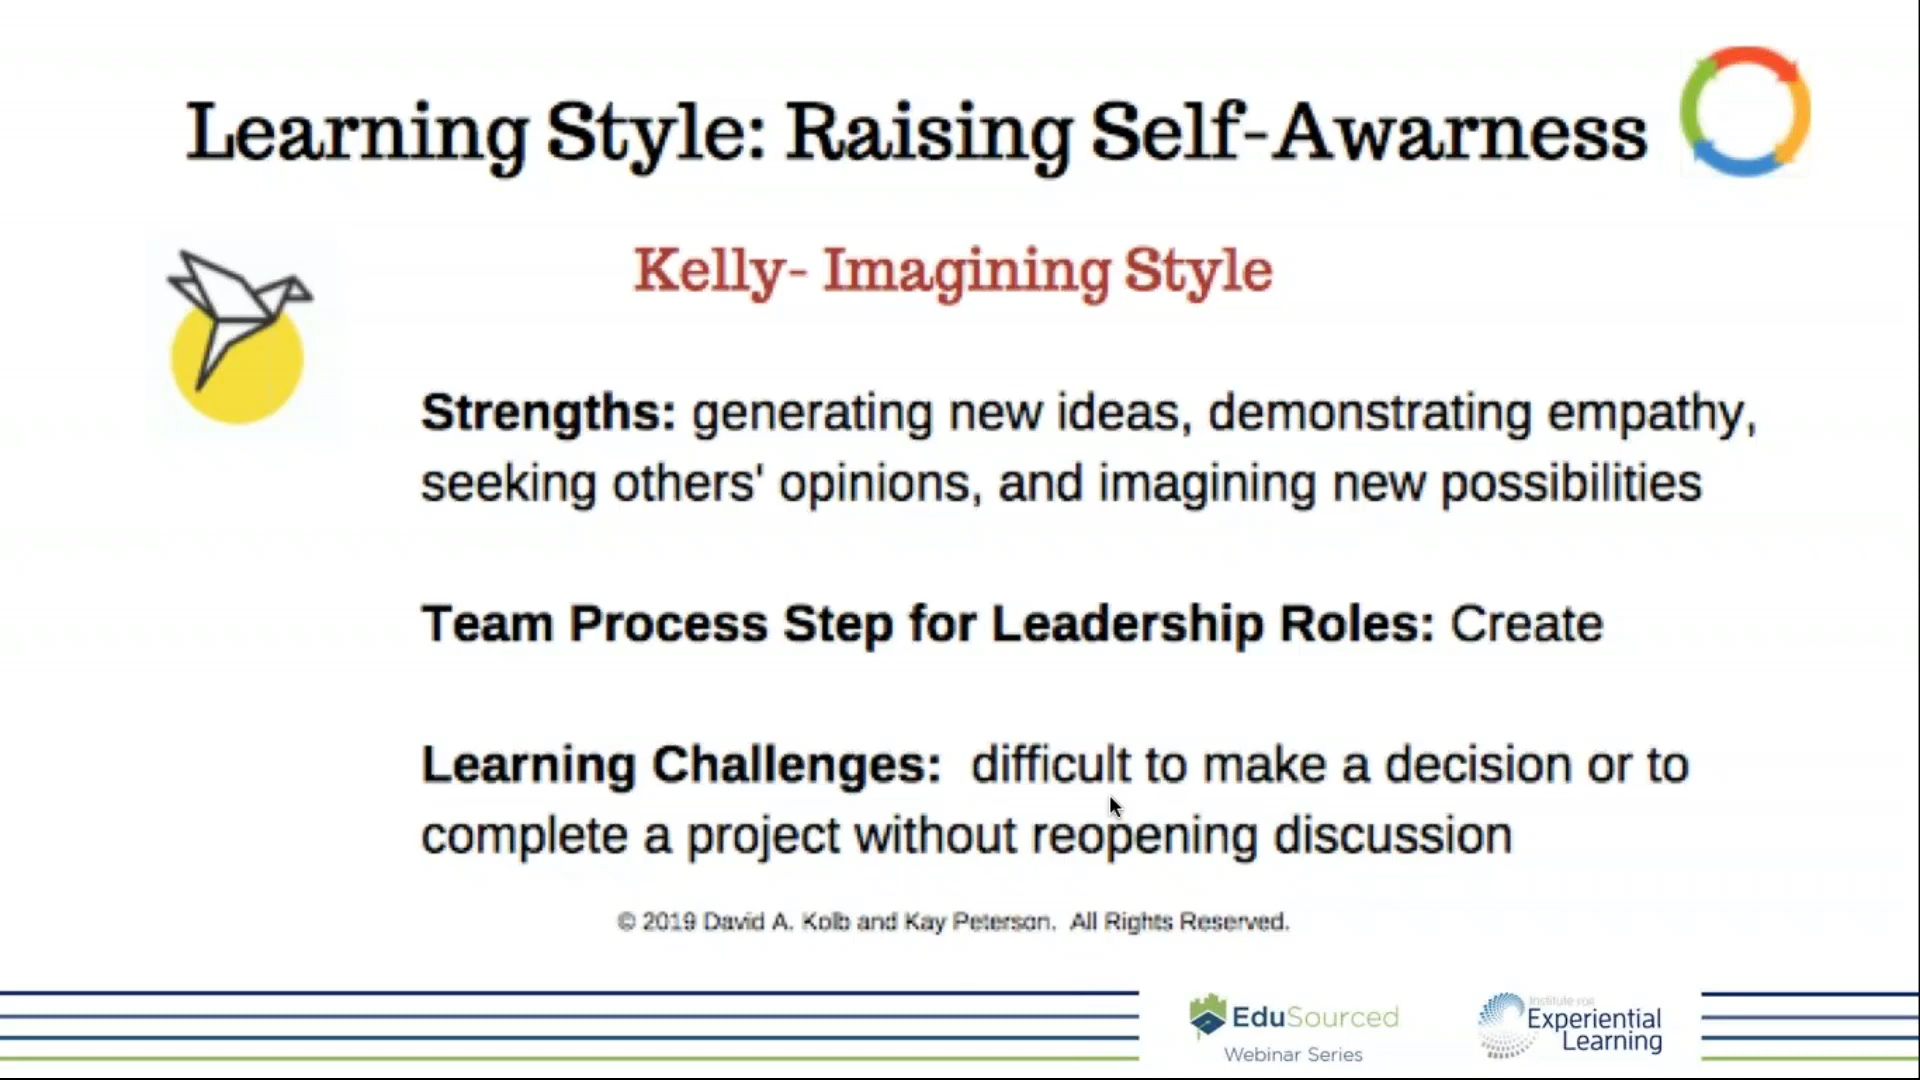 Learning Style: Raising Self-Awarness
Kelly- Imagining Style
Strengths: generating new ideas, demonstrating empathy,
seeking others' opinions, and imagining new possibilities
Team Process Step for Leadership Roles: Create
Learning Challenges:  difficult to make a decision or to
complete a project without reopening discussion
© 2019 David A. Kolb and Kay Peterson.  All Rights Reserved.
EduSourced
Webinar Series
Institute for
Experiential
Learning